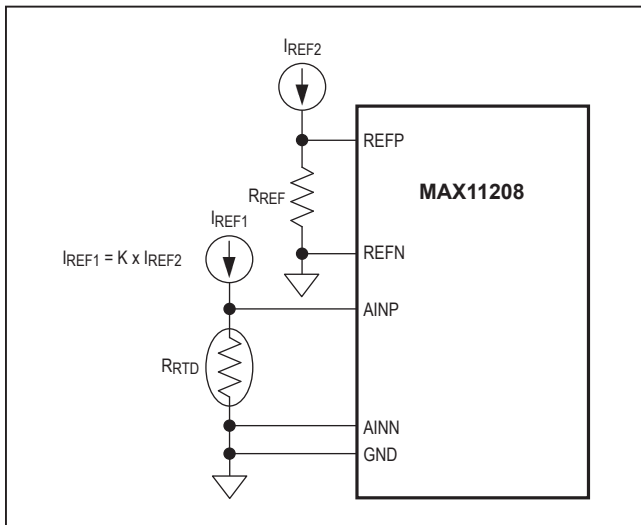 IREF2
REFP
MAX11208
RREF
IREF1
REFN
IREF1 = K x IREF2
AINP
RRTD
AINN
GND